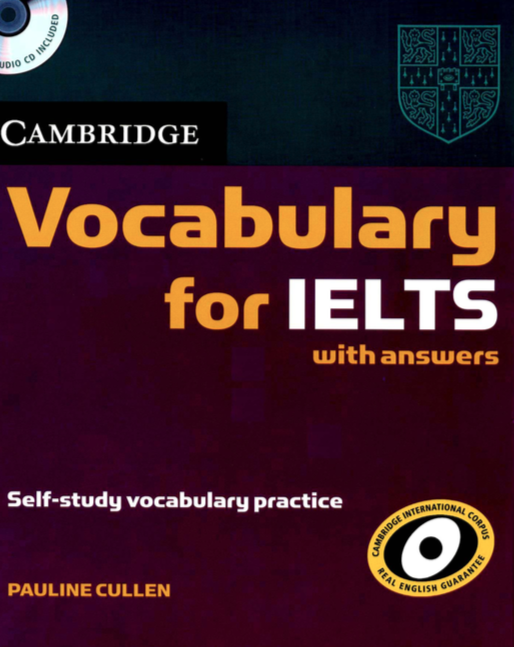 AUDIO CD INCLUDED
CAMBRIDGE
Vocabulary
for IELTS
with answers
Self-study vocabulary practice
CAMBRIDGE INTERNATIONAL CORPUS
REAL ENGLISH GUARANTEE
PAULINE CULLEN